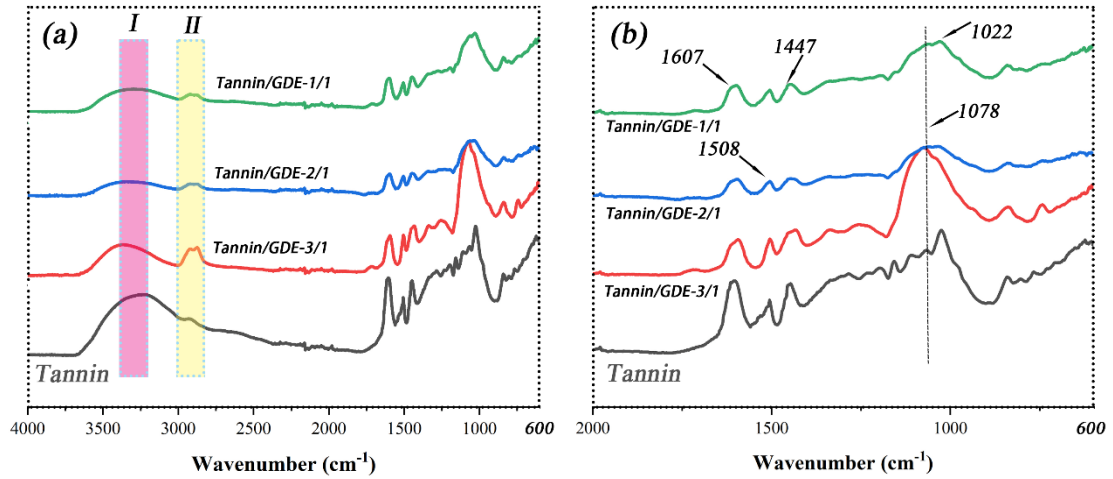 (a)
I
II
Tannin/GDE-1/1
Tannin/GDE-2/1
Tannin/GDE-3/1
Tannin
4000
3500
3000
2500
2000
1500
1000
600
Wavenumber (cm⁻¹)
(b)
1607
1447
1022
Tannin/GDE-1/1
1078
1508
Tannin/GDE-2/1
Tannin/GDE-3/1
Tannin
2000
1500
1000
600
Wavenumber (cm⁻¹)